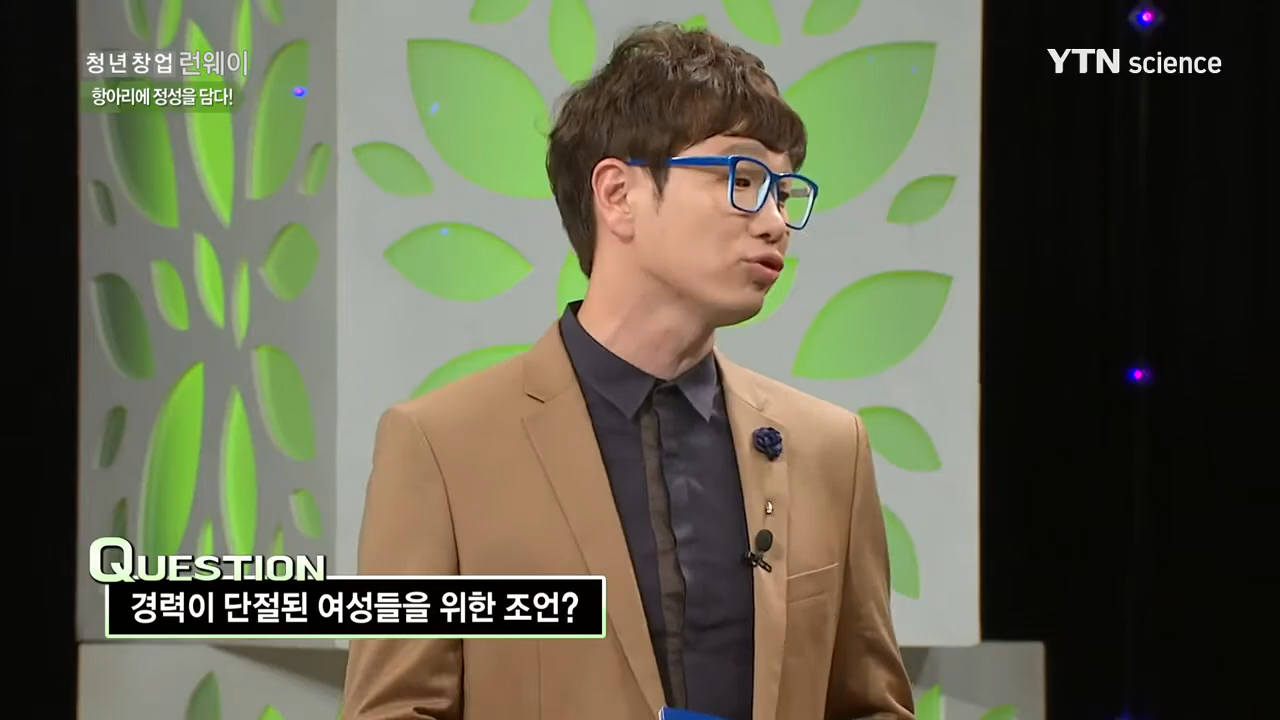 청년창업 런웨이
항아리에 정성을 담다!
YTN science
QUESTION
경력이 단절된 여성들을 위한 조언?